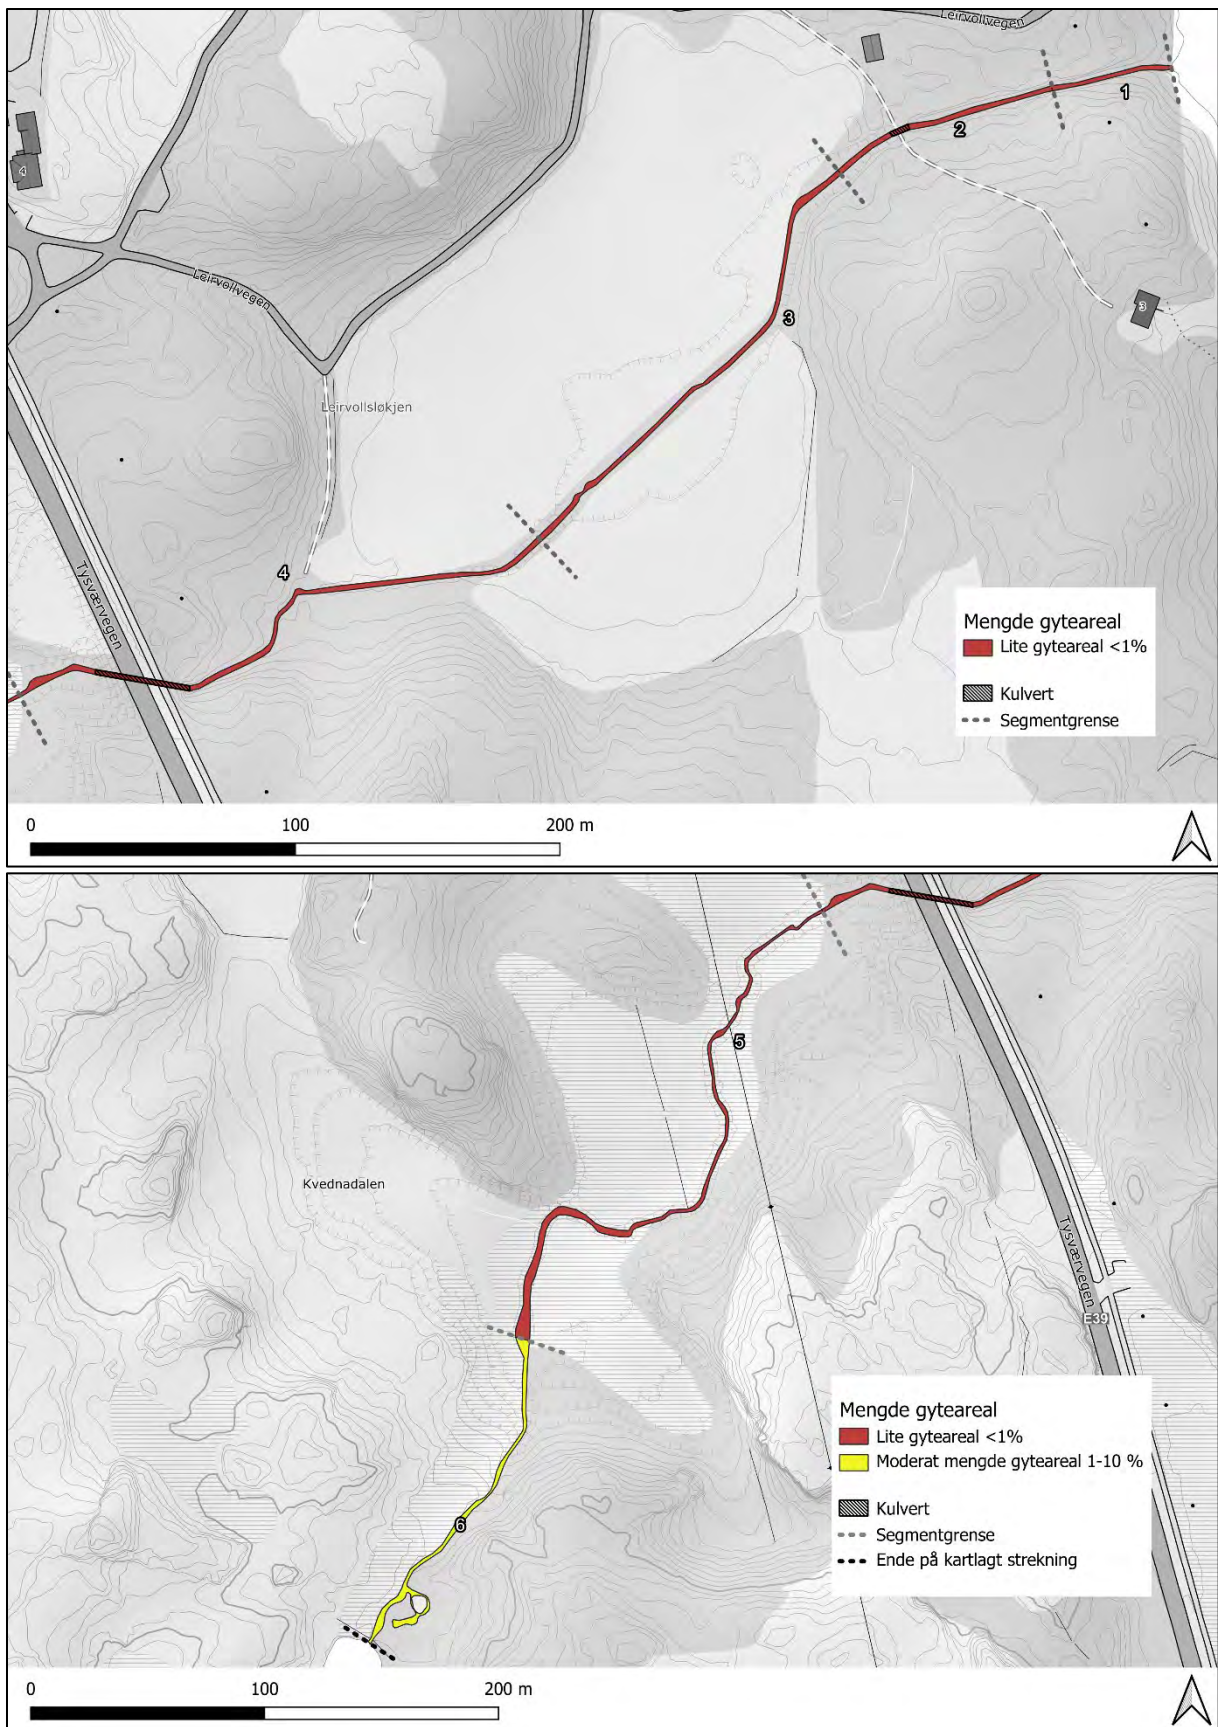 Leirvollvegen
1
2
4
3
Leirvollvegen
3
Leirvollsløkjen
4
Tysværvegen
Mengde gyteareal
Lite gyteareal <1%
Kulvert
Segmentgrense
0 100 200 m
5
Kvednadalen
Tysværvegen
E39
6
Mengde gyteareal
Lite gyteareal <1%
Moderat mengde gyteareal 1-10 %
Kulvert
Segmentgrense
Ende på kartlagt strekning
0 100 200 m